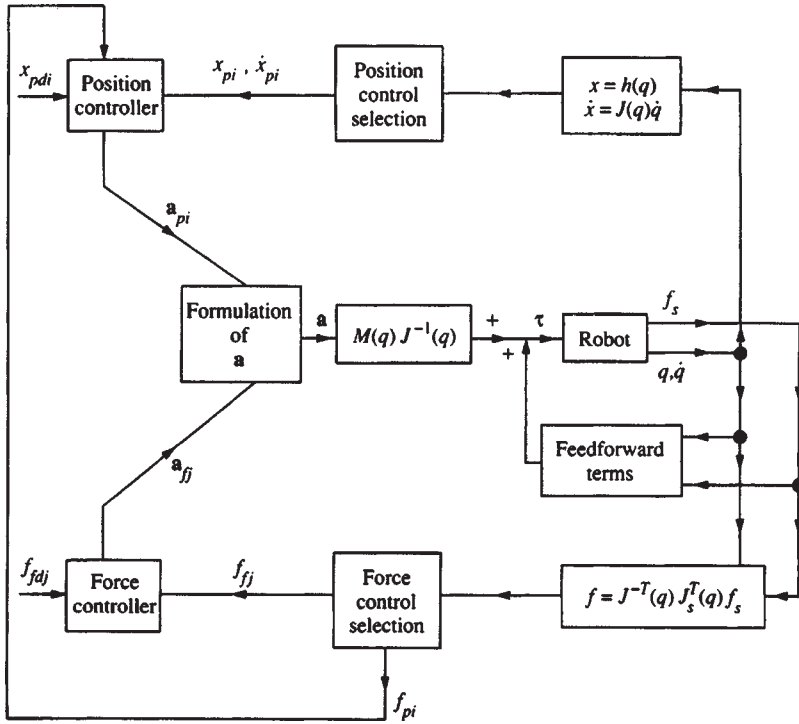 x_pdi
Position
controller
x_pi , ẋ_pi
Position
control
selection
x = h(q)
ẋ = J(q)q̇
a_pi
Formulation
of
a
a
M(q) J⁻¹(q)
+
+
τ
Robot
f_s
q,q̇
Feedforward
terms
a_fj
f_fdj
Force
controller
f_fj
Force
control
selection
f = J⁻ᵀ(q) J_sᵀ(q) f_s
f_pi